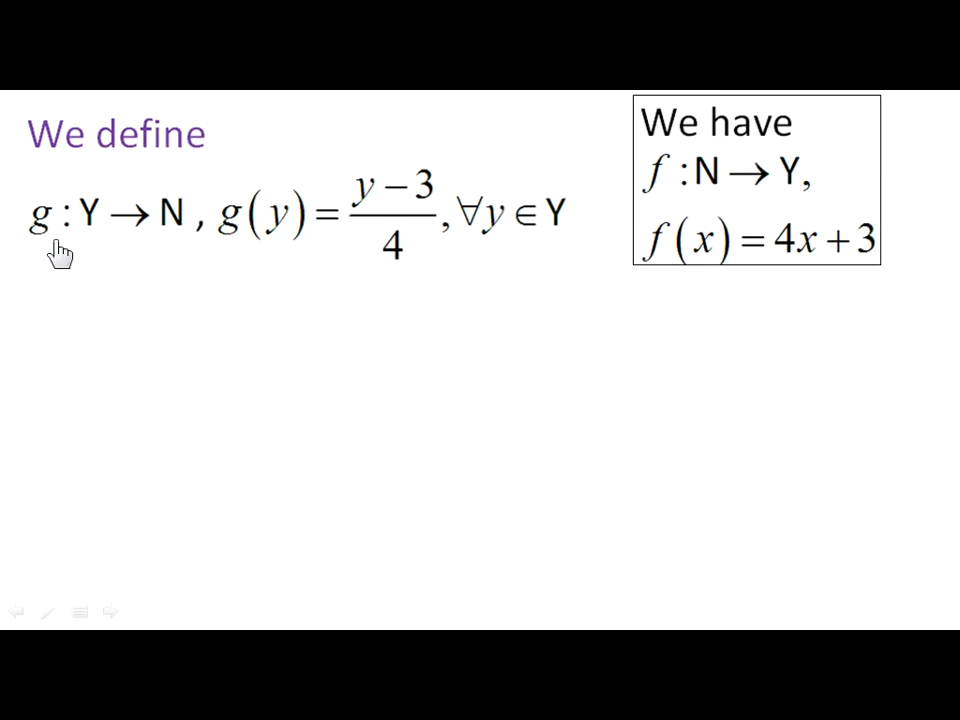 We define
g : Y → N , g(y) = (y − 3)/4 , ∀y ∈ Y
We have
f : N → Y,
f(x) = 4x + 3